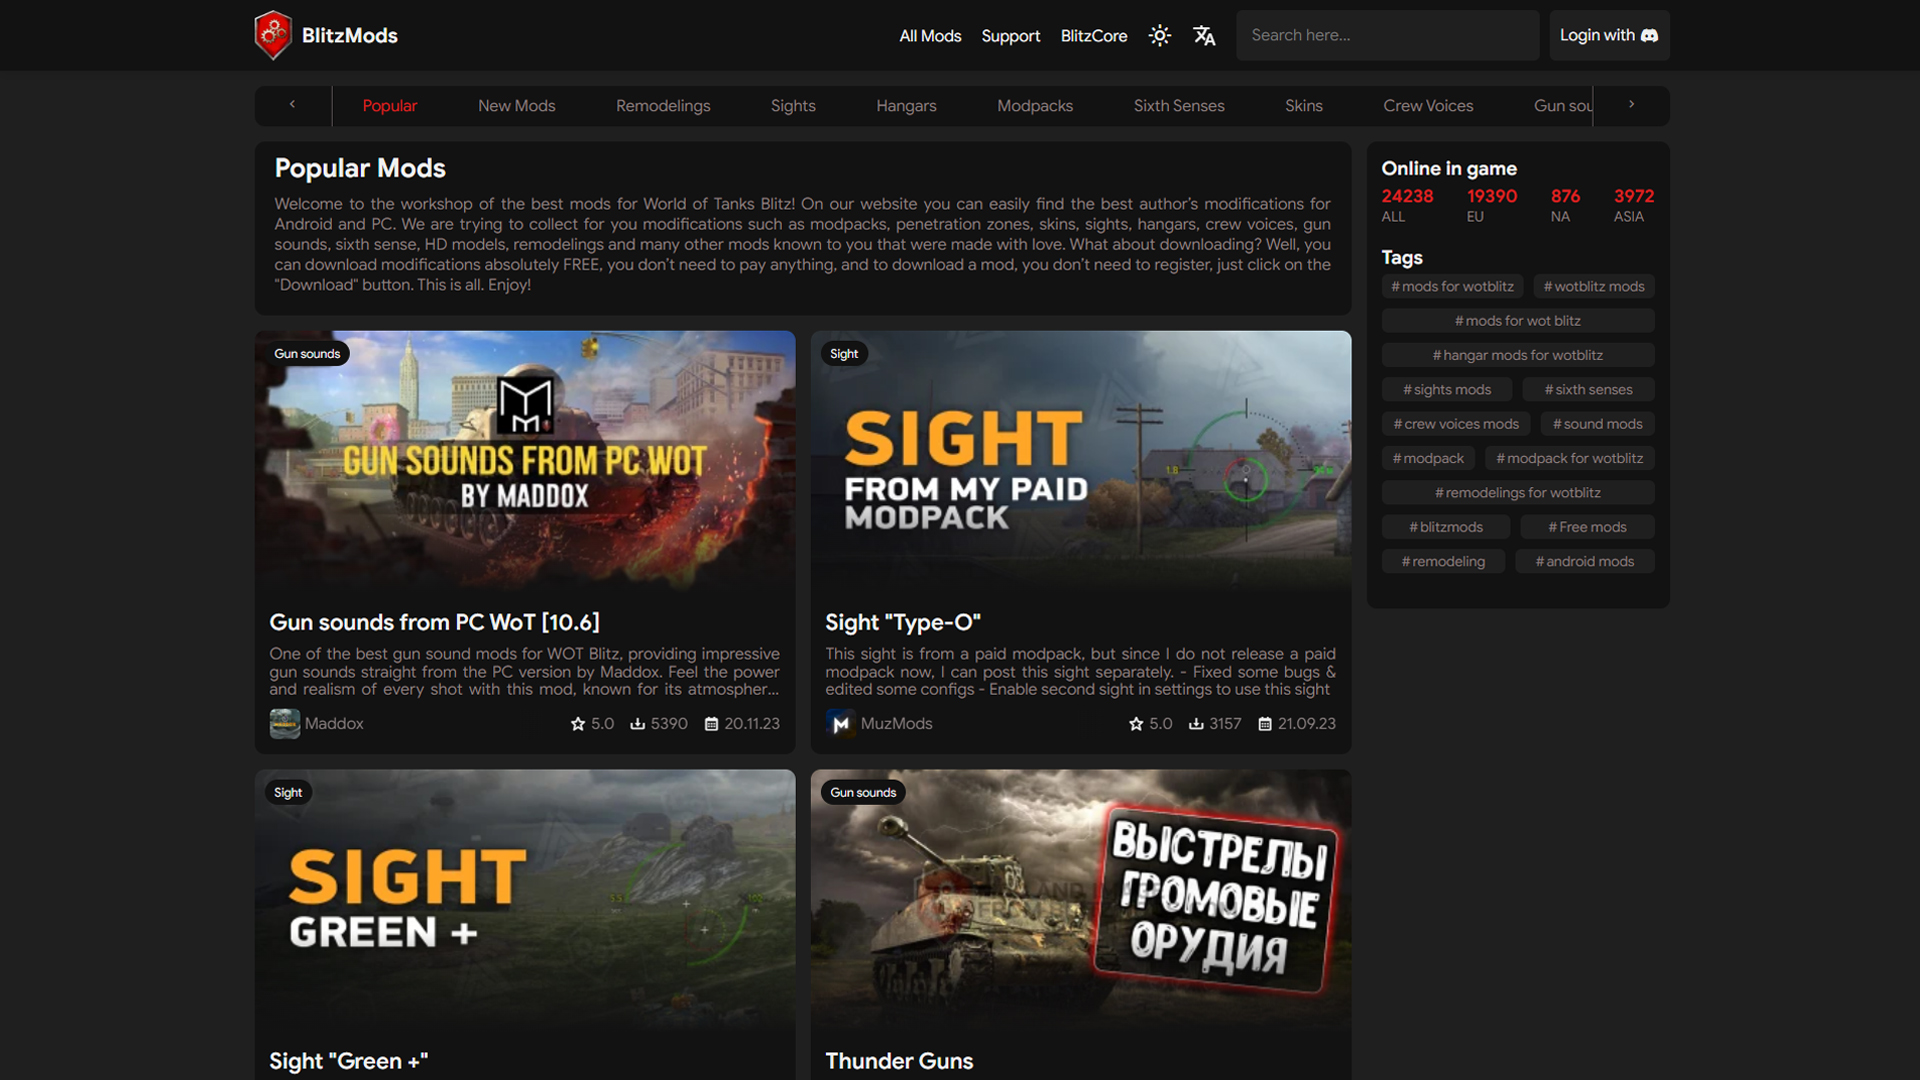 BlitzMods
All Mods
Support
BlitzCore
Search here...
Login with
Popular
New Mods
Remodelings
Sights
Hangars
Modpacks
Sixth Senses
Skins
Crew Voices
Gun sou
Popular Mods
Welcome to the workshop of the best mods for World of Tanks Blitz! On our website you can easily find the best author's modifications for
Android and PC. We are trying to collect for you modifications such as modpacks, penetration zones, skins, sights, hangars, crew voices, gun
sounds, sixth sense, HD models, remodelings and many other mods known to you that were made with love. What about downloading? Well, you
can download modifications absolutely FREE, you don't need to pay anything, and to download a mod, you don't need to register, just click on the
"Download" button. This is all. Enjoy!
Online in game
24238 19390 876 3972
ALL EU NA ASIA
Tags
# mods for wotblitz
# wotblitz mods
# mods for wot blitz
# hangar mods for wotblitz
# sights mods
# sixth senses
# crew voices mods
# sound mods
# modpack
# modpack for wotblitz
# remodelings for wotblitz
# blitzmods
# Free mods
# remodeling
# android mods
Gun sounds
GUN SOUNDS FROM PC WOT
BY MADDOX
Gun sounds from PC WoT [10.6]
One of the best gun sound mods for WOT Blitz, providing impressive
gun sounds straight from the PC version by Maddox. Feel the power
and realism of every shot with this mod, known for its atmospher...
Maddox
5.0
5390
20.11.23
Sight
SIGHT
FROM MY PAID
MODPACK
1.8
Sight "Type-O"
This sight is from a paid modpack, but since I do not release a paid
modpack now, I can post this sight separately. - Fixed some bugs &
edited some configs - Enable second sight in settings to use this sight
MuzMods
5.0
3157
21.09.23
Sight
SIGHT
GREEN +
Sight "Green +"
Gun sounds
ВЫСТРЕЛЫ
ГРОМОВЫЕ
ОРУДИЯ
Thunder Guns